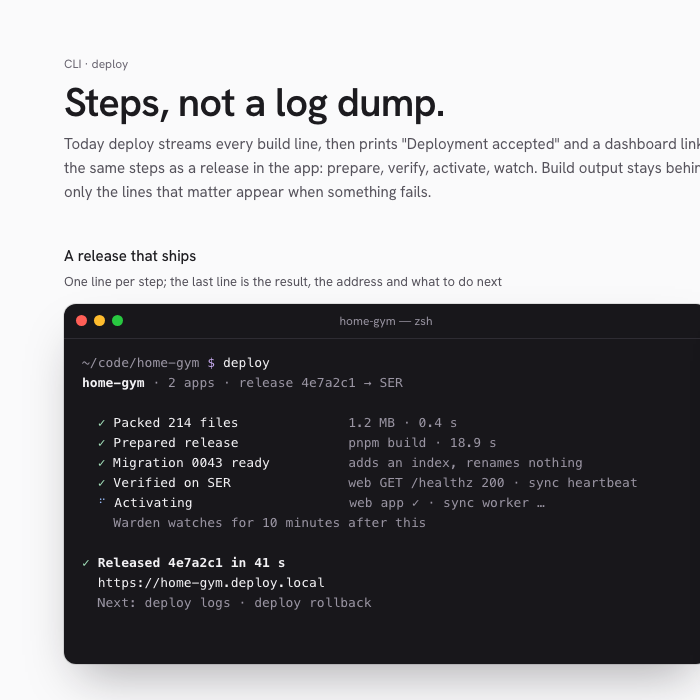 CLI · deploy
Steps, not a log dump.
Today deploy streams every build line, then prints "Deployment accepted" and a dashboard link
the same steps as a release in the app: prepare, verify, activate, watch. Build output stays
only the lines that matter appear when something fails.
A release that ships
One line per step; the last line is the result, the address and what to do next
home-gym — zsh
~/code/home-gym $ deploy
home-gym · 2 apps · release 4e7a2c1 → SER
✓ Packed 214 files 1.2 MB · 0.4 s
✓ Prepared release pnpm build · 18.9 s
✓ Migration 0043 ready adds an index, renames nothing
✓ Verified on SER web GET /healthz 200 · sync heartbeat
⠋ Activating web app ✓ · sync worker …
Warden watches for 10 minutes after this
✓ Released 4e7a2c1 in 41 s
https://home-gym.deploy.local
Next: deploy logs · deploy rollback